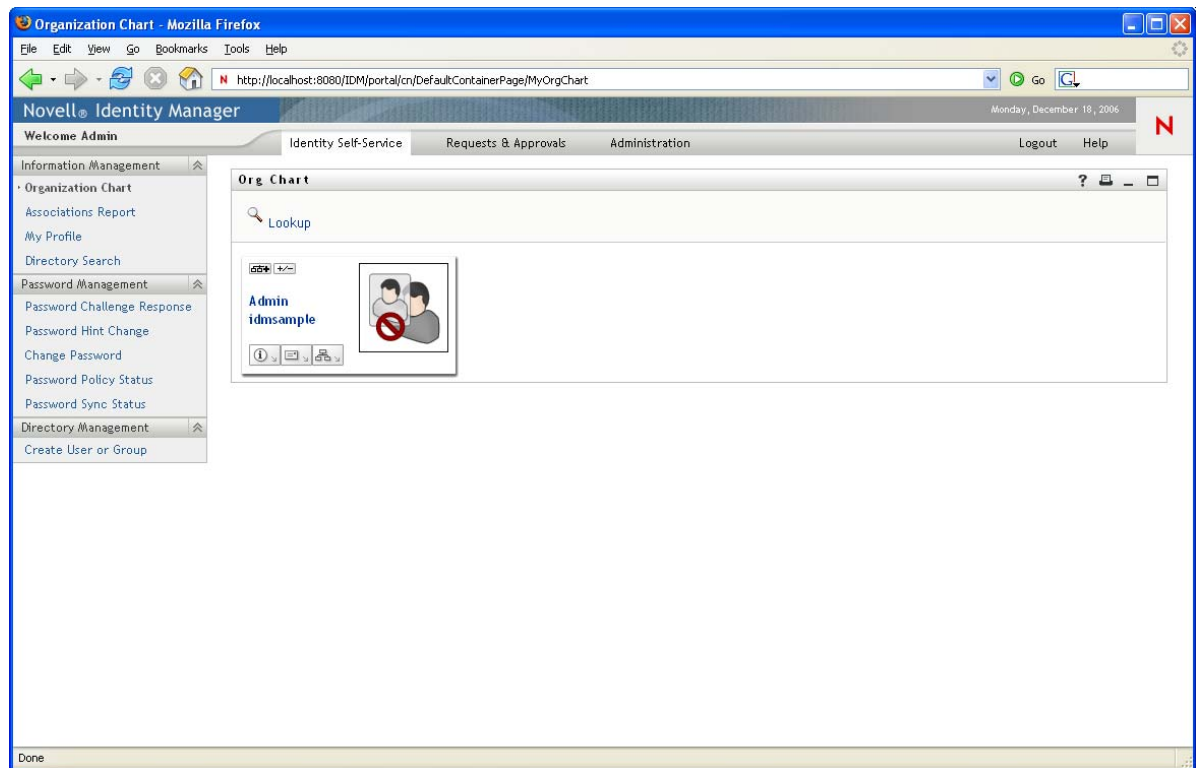 Organization Chart - Mozilla Firefox
File Edit View Go Bookmarks Tools Help
N http://localhost:8080/IDM/portal/cn/DefaultContainerPage/MyOrgChart Go G
Novell® Identity Manager Monday, December 18, 2006
N
Welcome Admin
Identity Self-Service Requests & Approvals Administration Logout Help
Information Management
Organization Chart
Associations Report
My Profile
Directory Search
Password Management
Password Challenge Response
Password Hint Change
Change Password
Password Policy Status
Password Sync Status
Directory Management
Create User or Group
Org Chart ?
Lookup
+/-
Admin
idmsample
Done